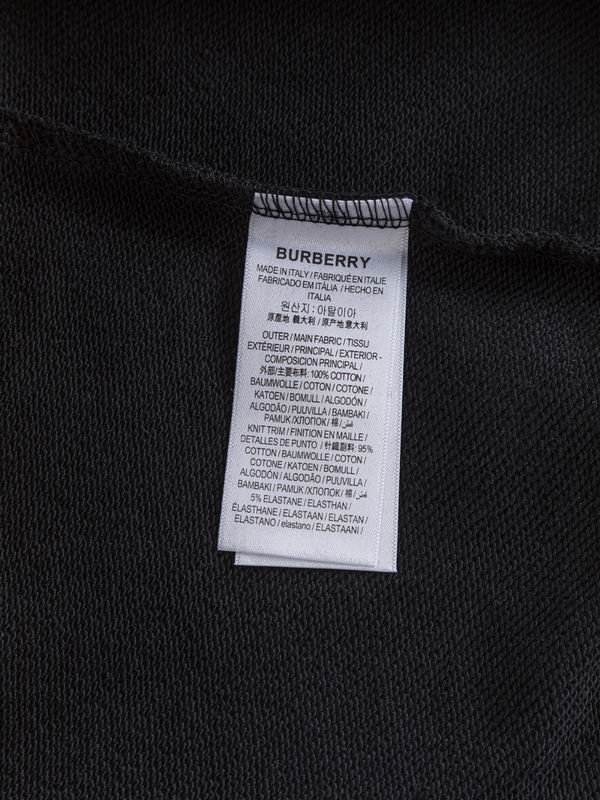 BURBERRY
MADE IN ITALY / FABRIQUÉ EN ITALIE
FABRICADO EM ITÁLIA / HECHO EN
ITALIA
원산지 : 아탈이아
原產地 義大利 / 原产地意大利
OUTER / MAIN FABRIC / TISSU
EXTÉRIEUR / PRINCIPAL / EXTERIOR -
COMPOSICION PRINCIPAL /
外部/主要布料: 100% COTTON /
BAUMWOLLE / COTON / COTONE /
KATOEN / BOMULL / ALGODÓN /
ALGODÃO / PUUVILLA / BAMBAKI /
PAMUK /ХЛОПОК/ 棉 / قطن /
KNIT TRIM / FINITION EN MAILLE /
DETALLES DE PUNTO / 針織副料: 95%
COTTON / BAUMWOLLE / COTON /
COTONE / KATOEN / BOMULL /
ALGODÓN / ALGODÃO / PUUVILLA /
BAMBAKI / PAMUK /ХЛОПОК/ 棉 / قطن /
5% ELASTANE / ELASTHAN /
ÉLASTHANE / ELASTAAN / ELASTAN /
ELASTANO / elastano / ELASTAANI /